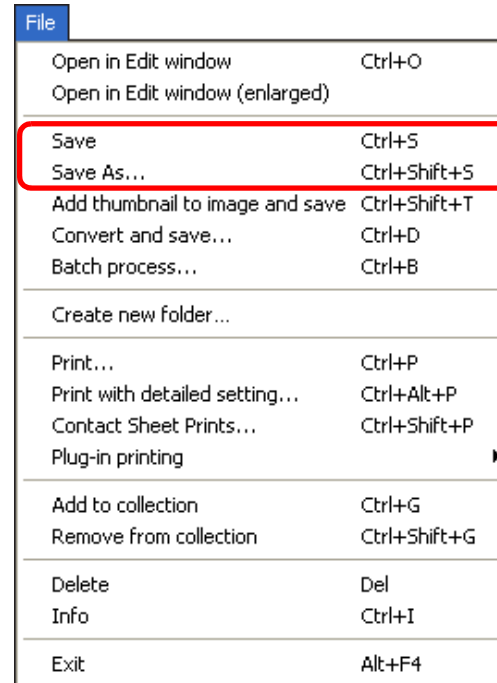 File
Open in Edit window Ctrl+O
Open in Edit window (enlarged)
Save Ctrl+S
Save As... Ctrl+Shift+S
Add thumbnail to image and save Ctrl+Shift+T
Convert and save... Ctrl+D
Batch process... Ctrl+B
Create new folder...
Print... Ctrl+P
Print with detailed setting... Ctrl+Alt+P
Contact Sheet Prints... Ctrl+Shift+P
Plug-in printing
Add to collection Ctrl+G
Remove from collection Ctrl+Shift+G
Delete Del
Info Ctrl+I
Exit Alt+F4